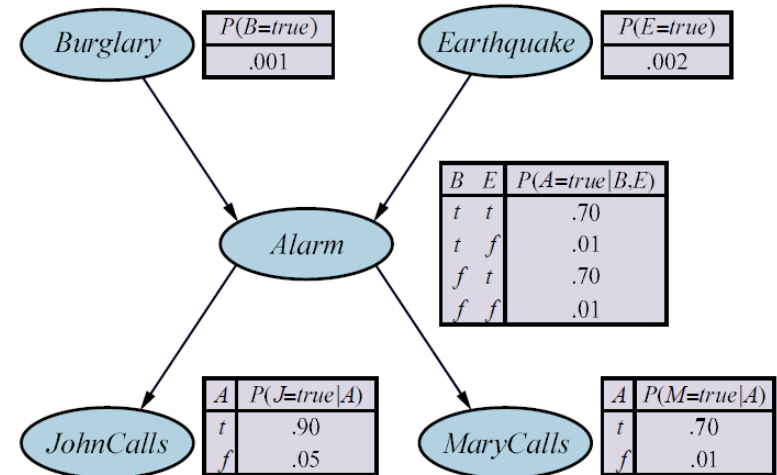 Burglary
P(B=true)
.001
Earthquake
P(E=true)
.002
B E P(A=true|B,E)
t t .70
t f .01
f t .70
f f .01
Alarm
JohnCalls
A P(J=true|A)
t .90
f .05
MaryCalls
A P(M=true|A)
t .70
f .01